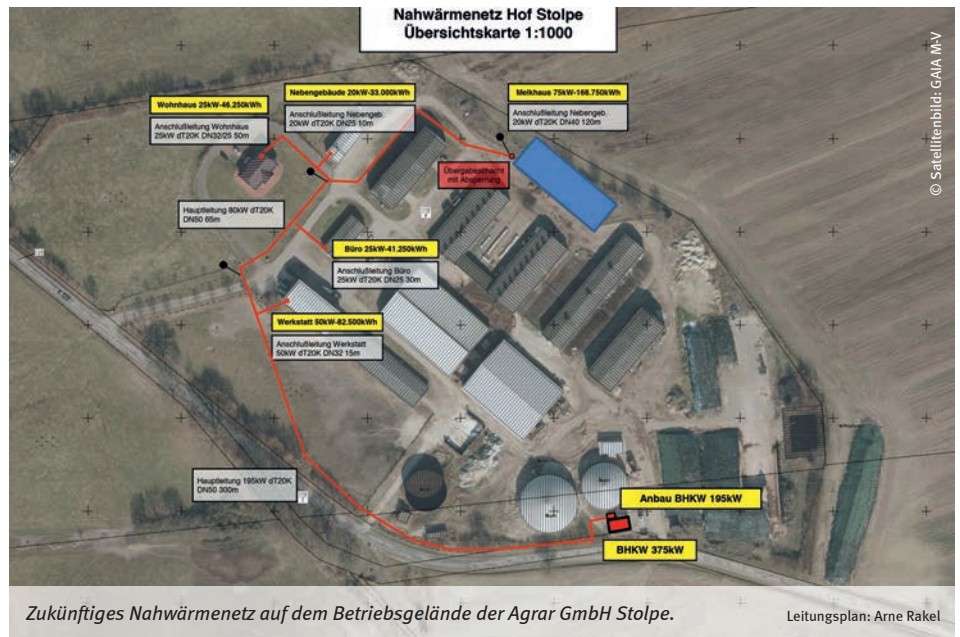 Nahwärmenetz Hof Stolpe
Übersichtskarte 1:1000
© Satellitenbild: GAIA M-V
Wohnhaus 25kW-46.250kWh
Anschlußleitung Wohnhaus
25kW dT20K DN32/25 50m
Nebengebäude 20kW-33.000kWh
Anschlußleitung Nebengeb.
20kW dT20K DN25 10m
Melkhaus 75kW-168.750kWh
Anschlußleitung Nebengeb.
20kW dT20K DN40 120m
Übergabeschacht
mit Absperrung
Hauptleitung 80kW dT20K
DN50 65m
Büro 25kW-41.250kWh
Anschlußleitung Büro
25kW dT20K DN25 30m
Werkstatt 50kW-82.500kWh
Anschlußleitung Werkstatt
50kW dT20K DN32 15m
Hauptleitung 195kW dT20K
DN50 300m
Anbau BHKW 195kW
BHKW 375kW
Zukünftiges Nahwärmenetz auf dem Betriebsgelände der Agrar GmbH Stolpe.
Leitungsplan: Arne Rakel